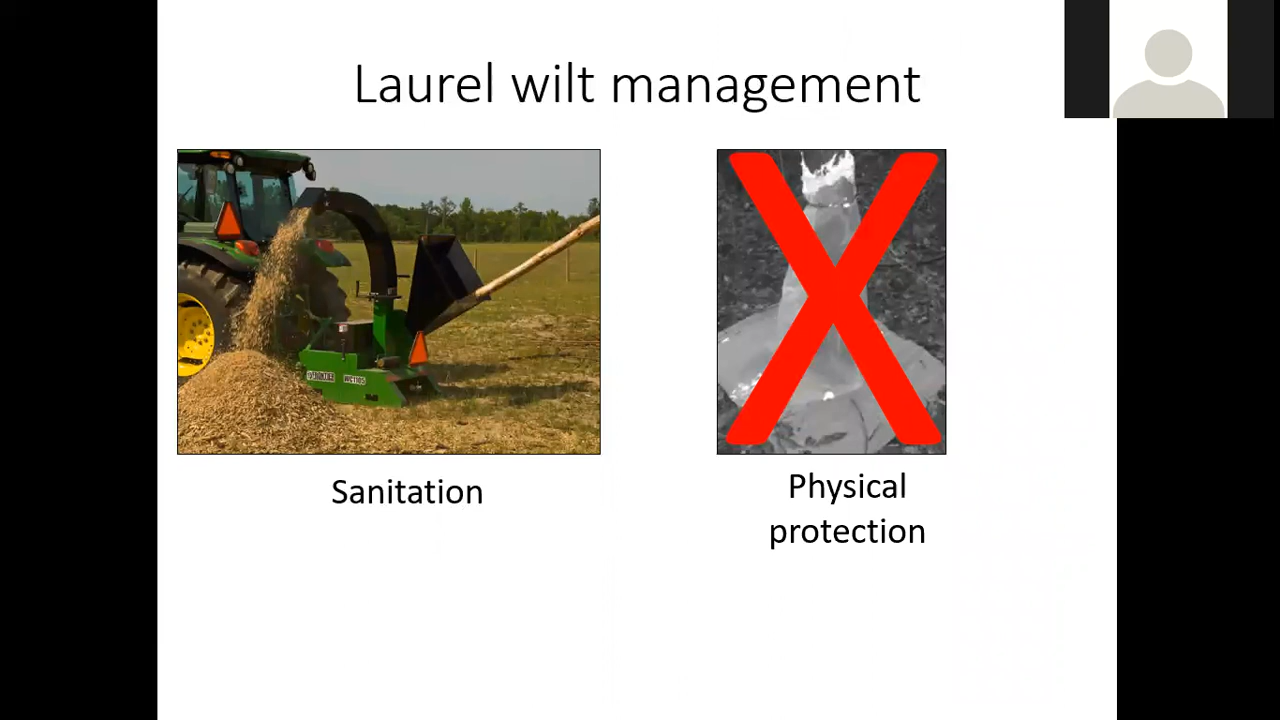 Laurel wilt management
Sanitation
Physical
protection